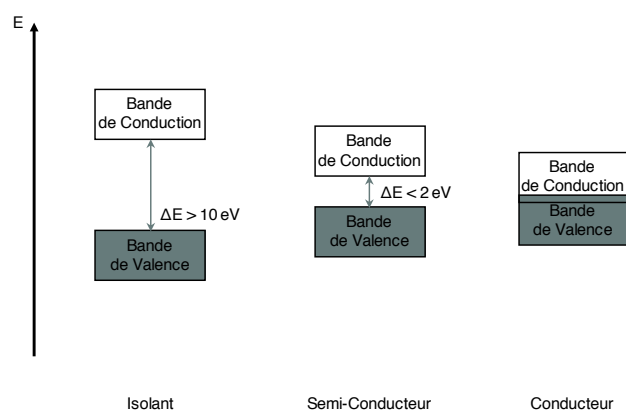 E
Bande
de Conduction
ΔE > 10 eV
Bande
de Valence
Isolant
Bande
de Conduction
ΔE < 2 eV
Bande
de Valence
Semi-Conducteur
Bande
de Conduction
Bande
de Valence
Conducteur